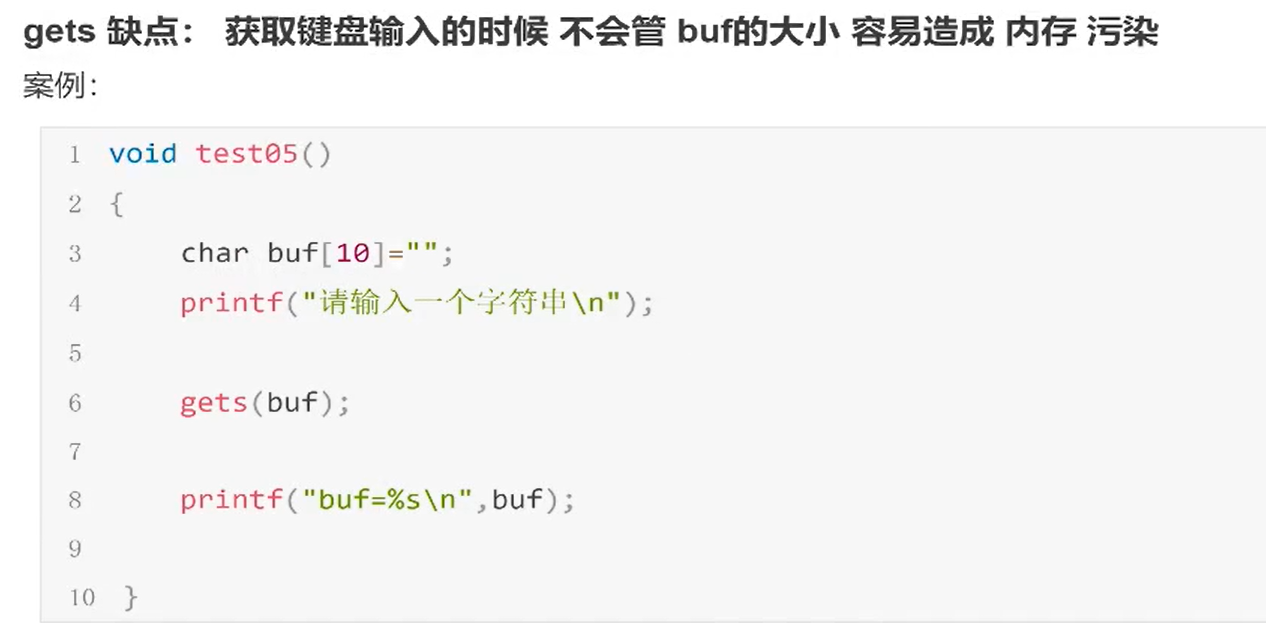 gets 缺点： 获取键盘输入的时候 不会管 buf的大小 容易造成 内存 污染
案例：
1 void test05()
2 {
3 char buf[10]="";
4 printf("请输入一个字符串\n");
5
6 gets(buf);
7
8 printf("buf=%s\n",buf);
9
10 }